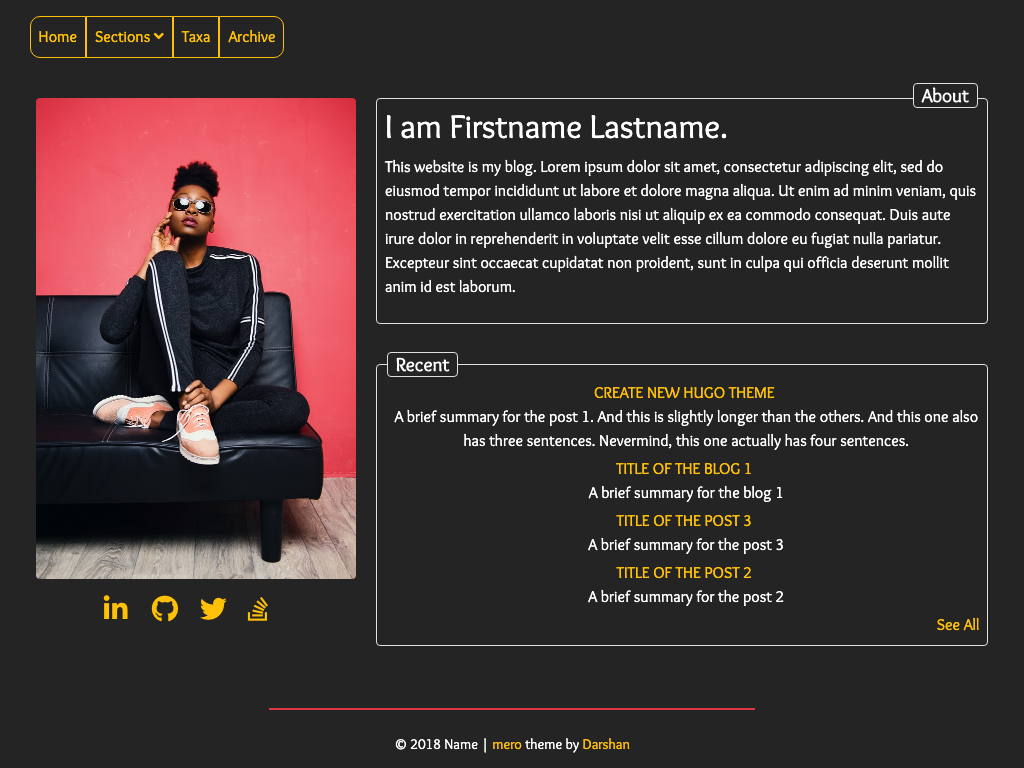 Home
Sections
Taxa
Archive
About
I am Firstname Lastname.
This website is my blog. Lorem ipsum dolor sit amet, consectetur adipiscing elit, sed do
eiusmod tempor incididunt ut labore et dolore magna aliqua. Ut enim ad minim veniam, quis
nostrud exercitation ullamco laboris nisi ut aliquip ex ea commodo consequat. Duis aute
irure dolor in reprehenderit in voluptate velit esse cillum dolore eu fugiat nulla pariatur.
Excepteur sint occaecat cupidatat non proident, sunt in culpa qui officia deserunt mollit
anim id est laborum.
Recent
CREATE NEW HUGO THEME
A brief summary for the post 1. And this is slightly longer than the others. And this one also
has three sentences. Nevermind, this one actually has four sentences.
TITLE OF THE BLOG 1
A brief summary for the blog 1
TITLE OF THE POST 3
A brief summary for the post 3
TITLE OF THE POST 2
A brief summary for the post 2
See All
in
© 2018 Name | mero theme by Darshan